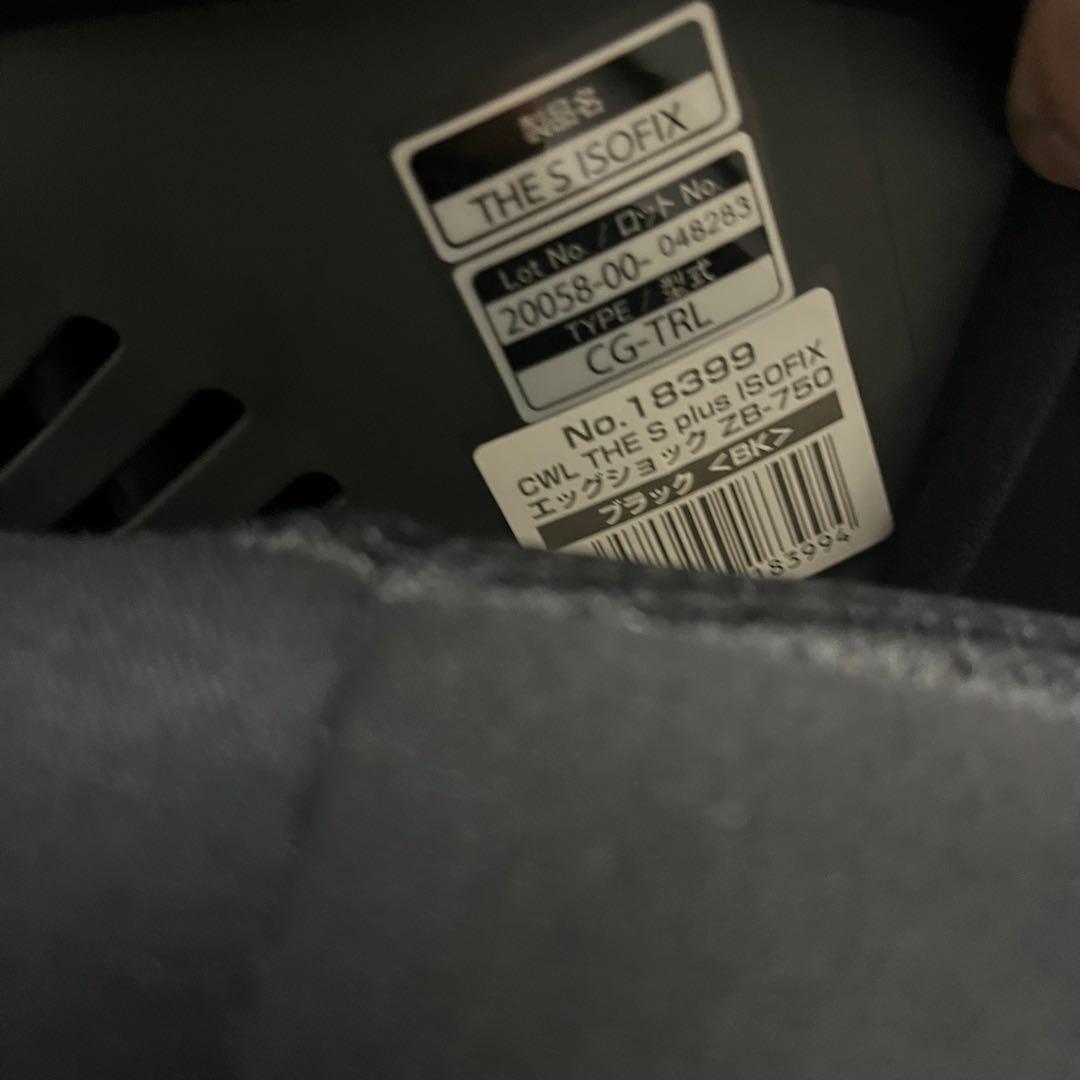 製品名
THE S ISOFIX
Lot No. / ロット No.
20058-00- 048283
TYPE / 型式
CG-TRL
No.18399
CWL THE S plus ISOFIX
エッグショック ZB-750
ブラック <BK>
183994